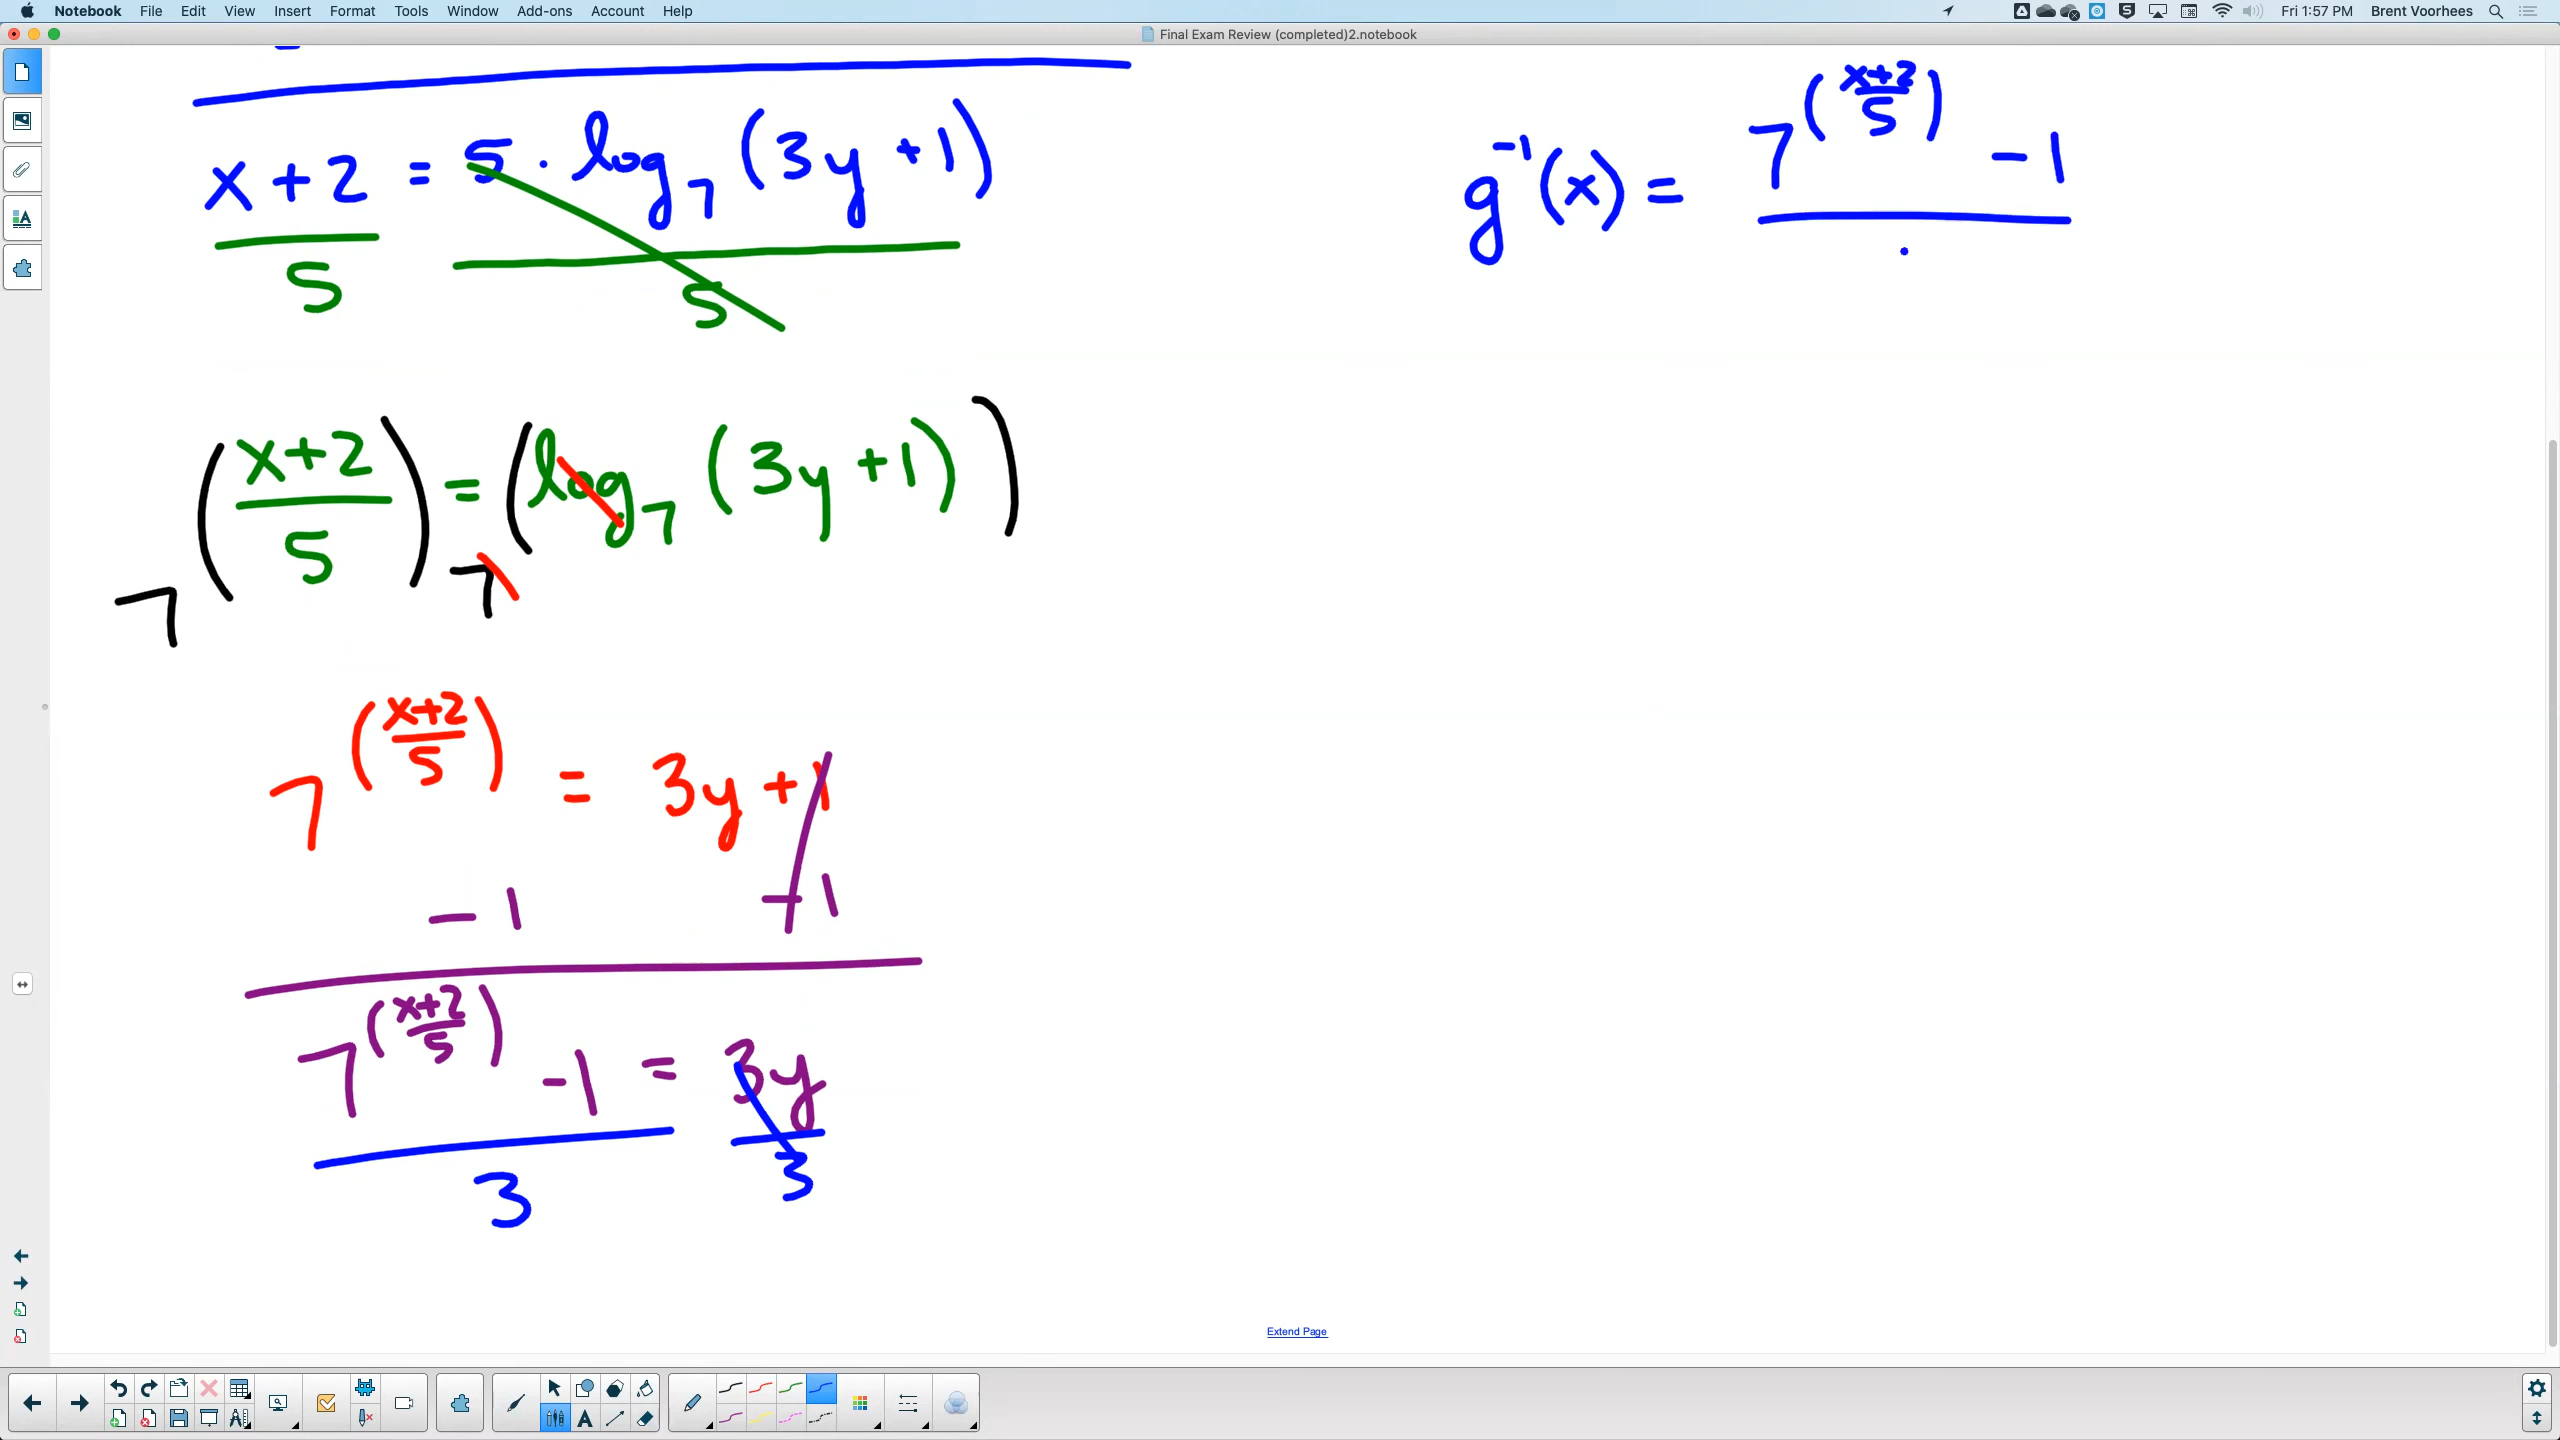 Notebook File Edit View Insert Format Tools Window Add-ons Account Help Fri 1:57 PM Brent Voorhees
Final Exam Review (completed)2.notebook
x+2 = 5 · log₇ (3y+1)
5 5
7^((x+2)/5) = 7^(log₇ (3y+1))
7^((x+2)/5) = 3y+1
-1 -1
7^((x+2)/5) -1 = 3y
3 3
g⁻¹(x) = 7^((x+2)/5) -1
Extend Page